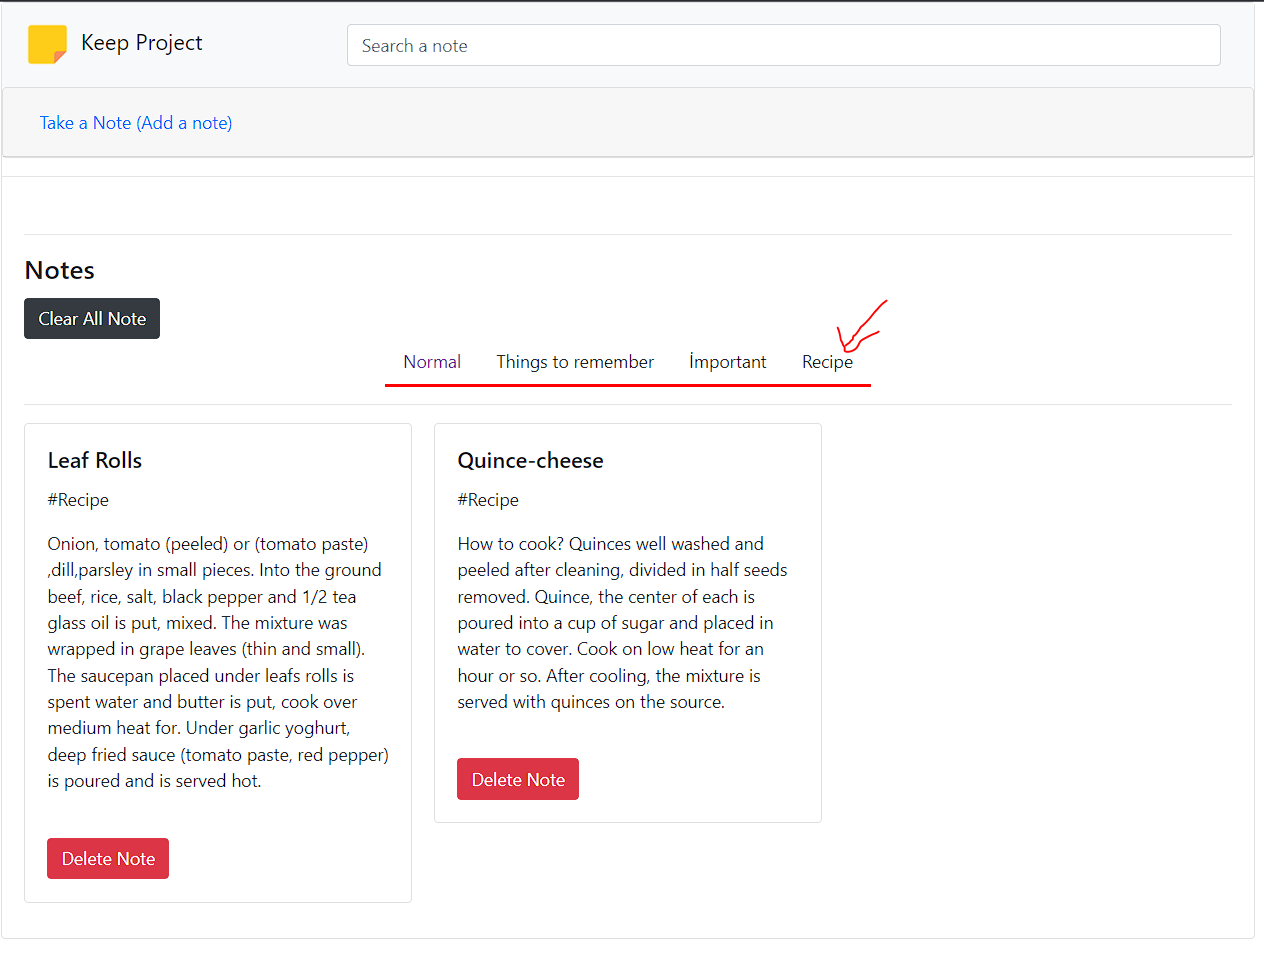 Keep Project
Search a note
Take a Note (Add a note)
Notes
Clear All Note
Normal
Things to remember
İmportant
Recipe
Leaf Rolls
#Recipe
Onion, tomato (peeled) or (tomato paste)
,dill,parsley in small pieces. Into the ground
beef, rice, salt, black pepper and 1/2 tea
glass oil is put, mixed. The mixture was
wrapped in grape leaves (thin and small).
The saucepan placed under leafs rolls is
spent water and butter is put, cook over
medium heat for. Under garlic yoghurt,
deep fried sauce (tomato paste, red pepper)
is poured and is served hot.
Delete Note
Quince-cheese
#Recipe
How to cook? Quinces well washed and
peeled after cleaning, divided in half seeds
removed. Quince, the center of each is
poured into a cup of sugar and placed in
water to cover. Cook on low heat for an
hour or so. After cooling, the mixture is
served with quinces on the source.
Delete Note